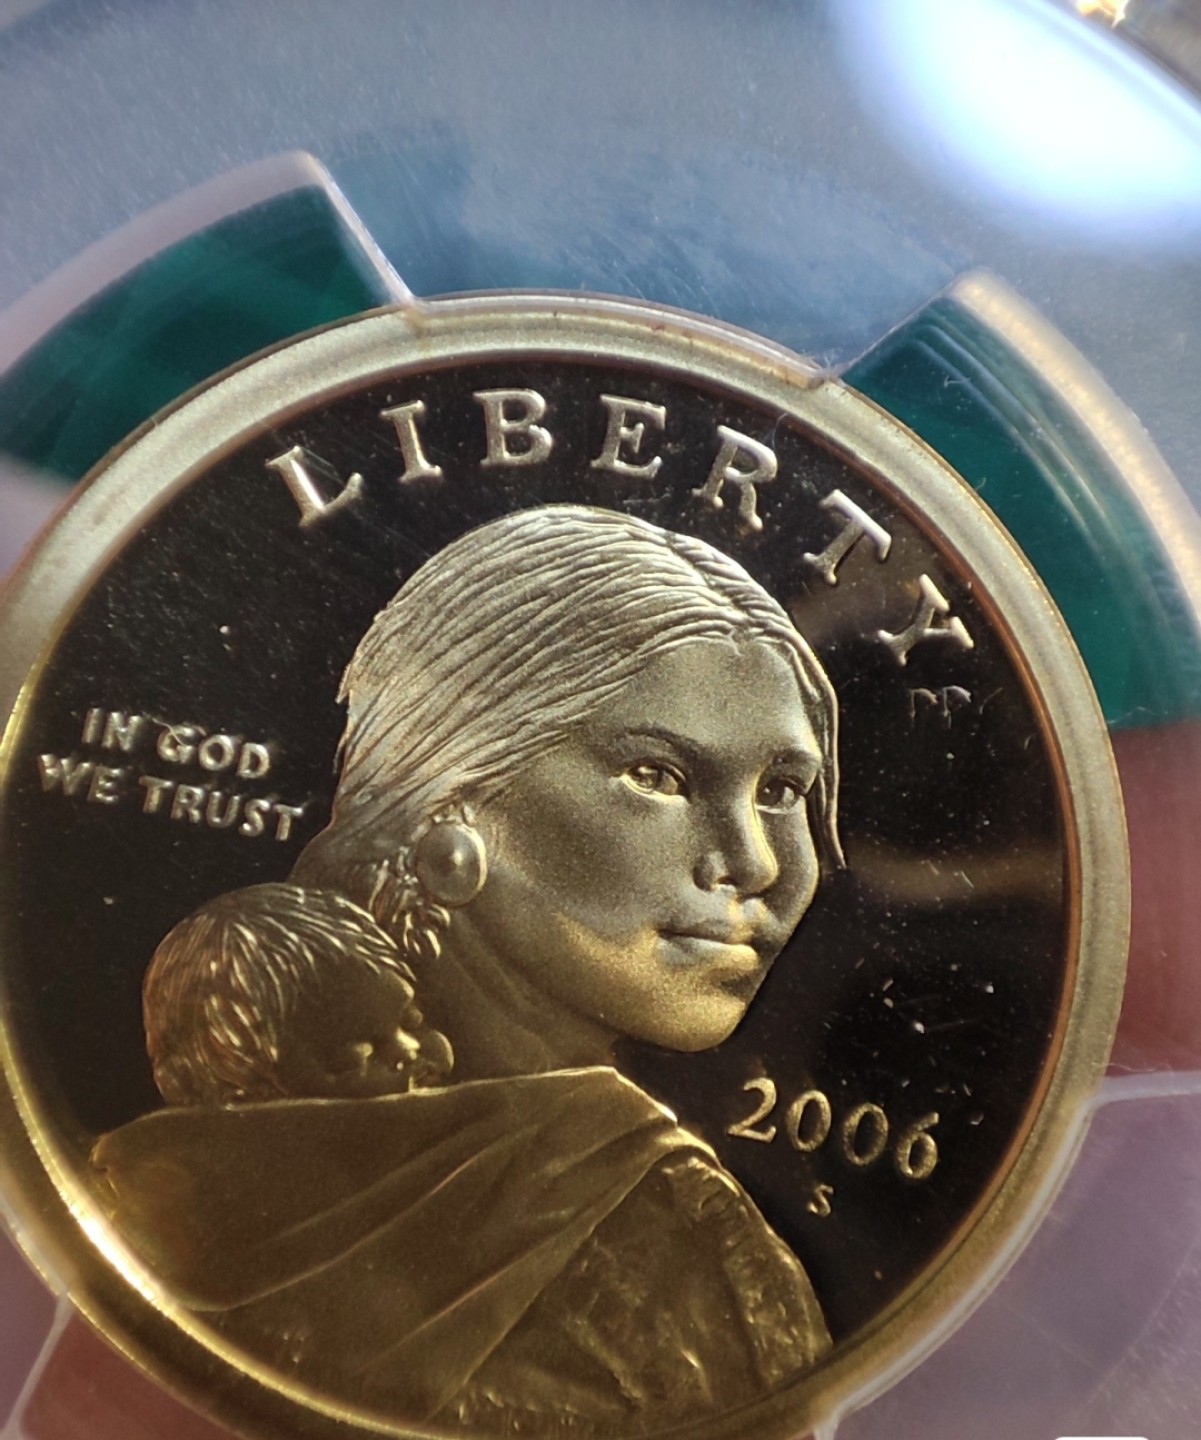 LIBERTY
IN GOD
WE TRUST
2006
S